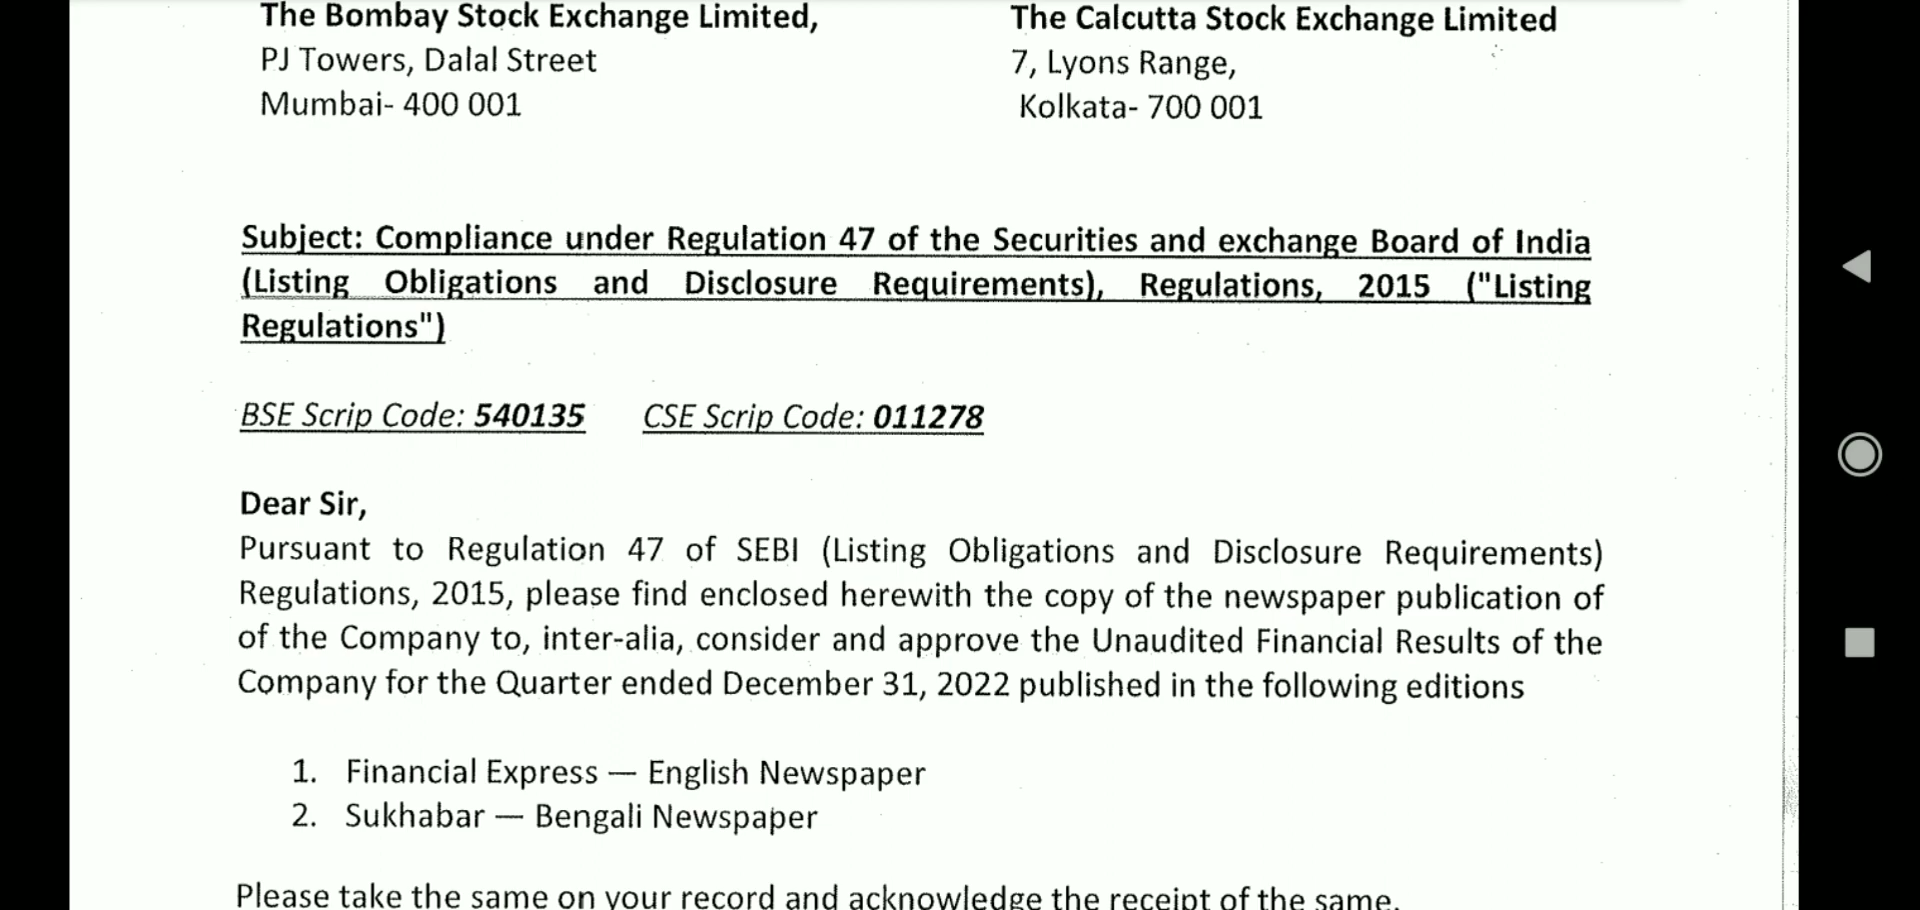 The Bombay Stock Exchange Limited,
PJ Towers, Dalal Street
Mumbai- 400 001
The Calcutta Stock Exchange Limited
7, Lyons Range,
Kolkata- 700 001
Subject: Compliance under Regulation 47 of the Securities and exchange Board of India
(Listing Obligations and Disclosure Requirements), Regulations, 2015 ("Listing
Regulations")
BSE Scrip Code: 540135 CSE Scrip Code: 011278
Dear Sir,
Pursuant to Regulation 47 of SEBI (Listing Obligations and Disclosure Requirements)
Regulations, 2015, please find enclosed herewith the copy of the newspaper publication of
of the Company to, inter-alia, consider and approve the Unaudited Financial Results of the
Company for the Quarter ended December 31, 2022 published in the following editions
1. Financial Express — English Newspaper
2. Sukhabar — Bengali Newspaper
Please take the same on your record and acknowledge the receipt of the same.